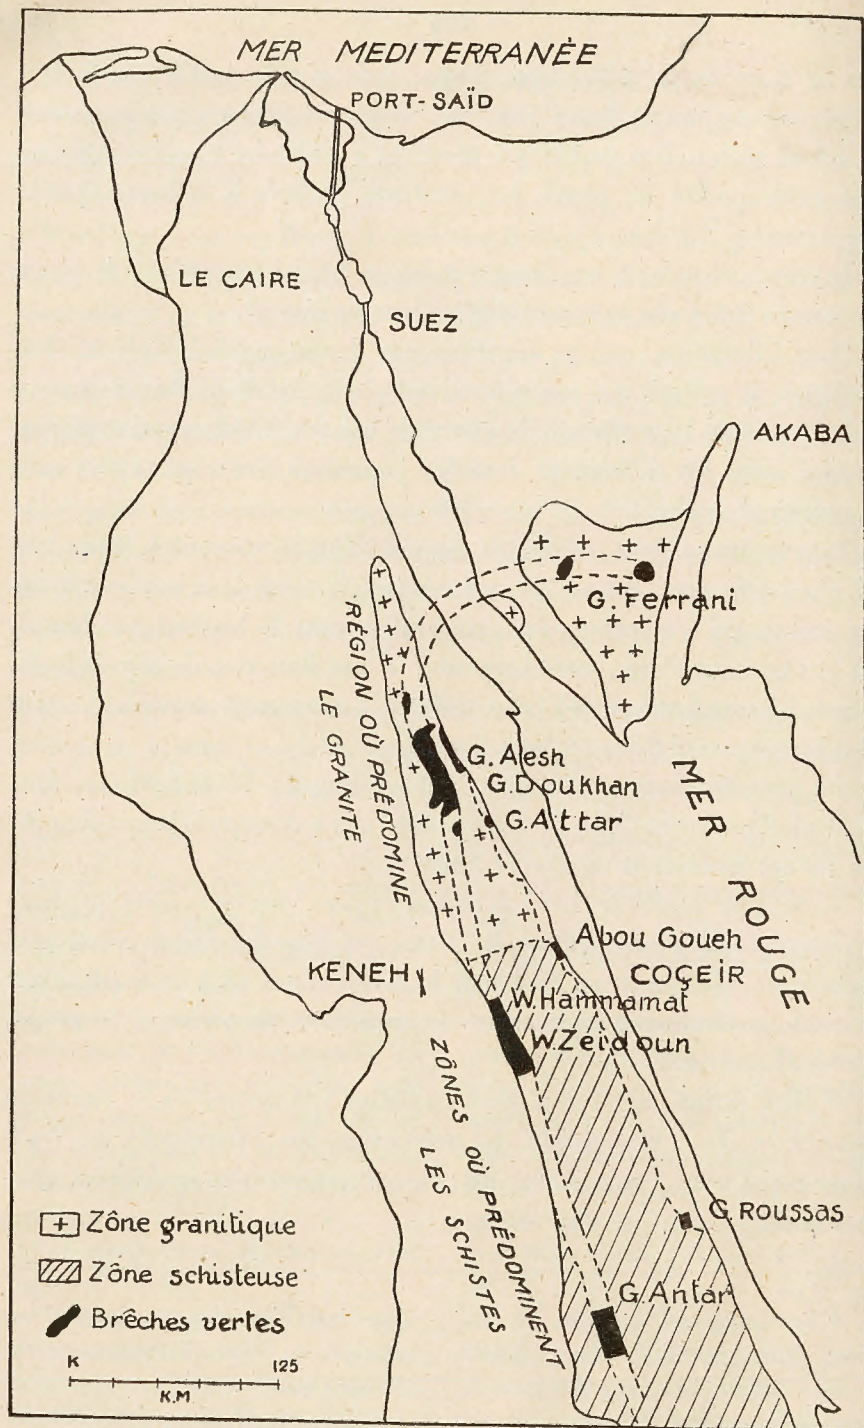 MER MEDITERRANÉE
PORT-SAÏD
LE CAIRE
SUEZ
AKABA
G. Ferrani
RÉGION OÙ PRÉDOMINE
LE GRANITE
G. Aesh
G. Doukhan
G. Attar
MER ROUGE
Abou Goueh
COÇEIR
KENEH
W. Hammamat
W. Zeidoun
ZÔNES OÙ PRÉDOMINENT
LES SCHISTES
G. ROUSSAS
G. Antar
+ Zône granitique
Zône schisteuse
Brêches vertes
K 125
K.M